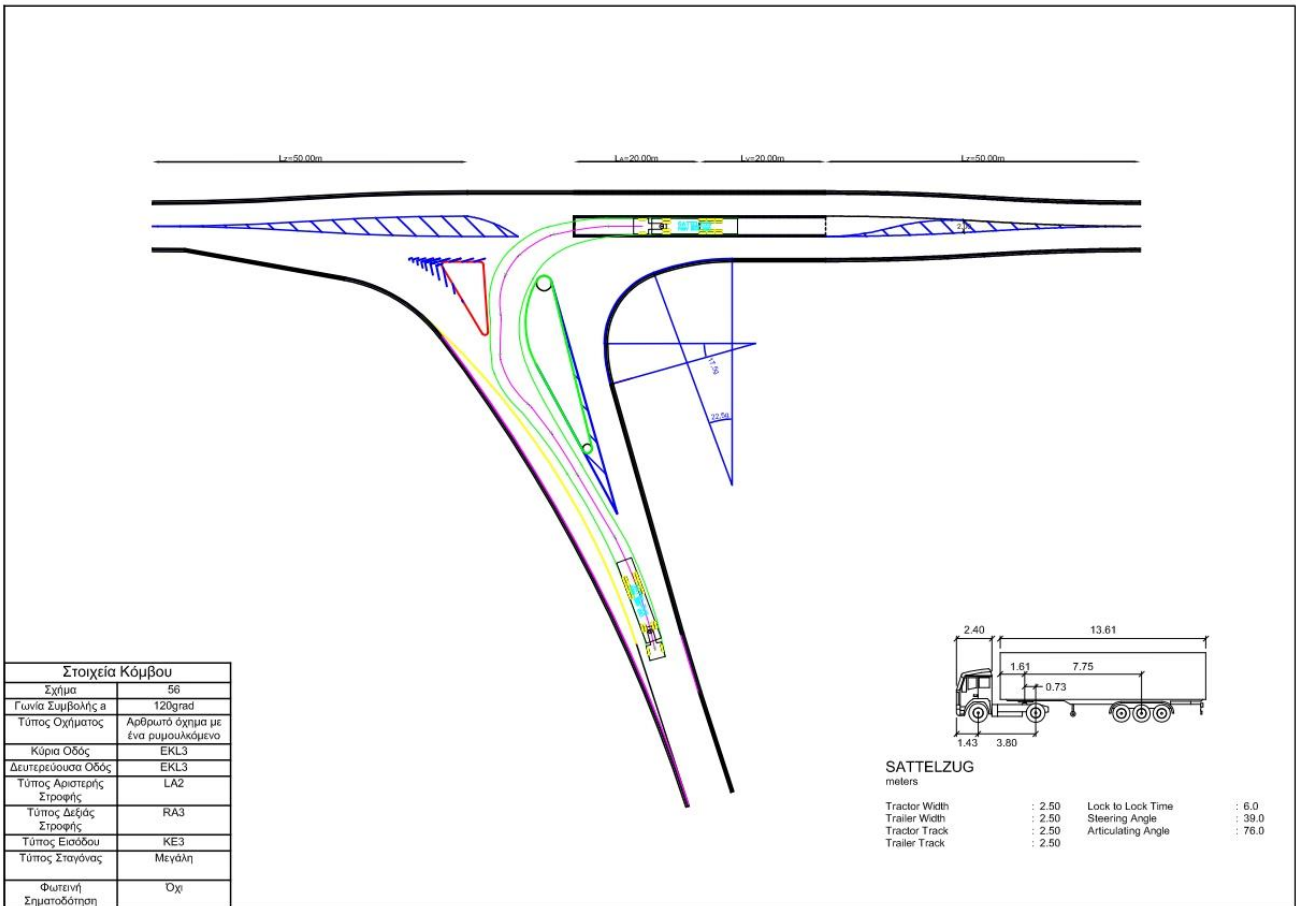 Lz=50.00m
LA=20.00m
Lv=20.00m
Lz=50.00m
17,5g
22,5g
Στοιχεία Κόμβου
Σχήμα 56
Γωνία Συμβολής a 120grad
Τύπος Οχήματος Αρθρωτό όχημα με
ένα ρυμουλκόμενο
Κύρια Οδός EKL3
Δευτερεύουσα Οδός EKL3
Τύπος Αριστερής LA2
Στροφής
Τύπος Δεξιάς RA3
Στροφής
Τύπος Εισόδου KE3
Τύπος Σταγόνας Μεγάλη
Φωτεινή Όχι
Σηματοδότηση
2.40
13.61
1.61
7.75
0.73
1.43
3.80
SATTELZUG
meters
Tractor Width : 2.50 Lock to Lock Time : 6.0
Trailer Width : 2.50 Steering Angle : 39.0
Tractor Track : 2.50 Articulating Angle : 76.0
Trailer Track : 2.50